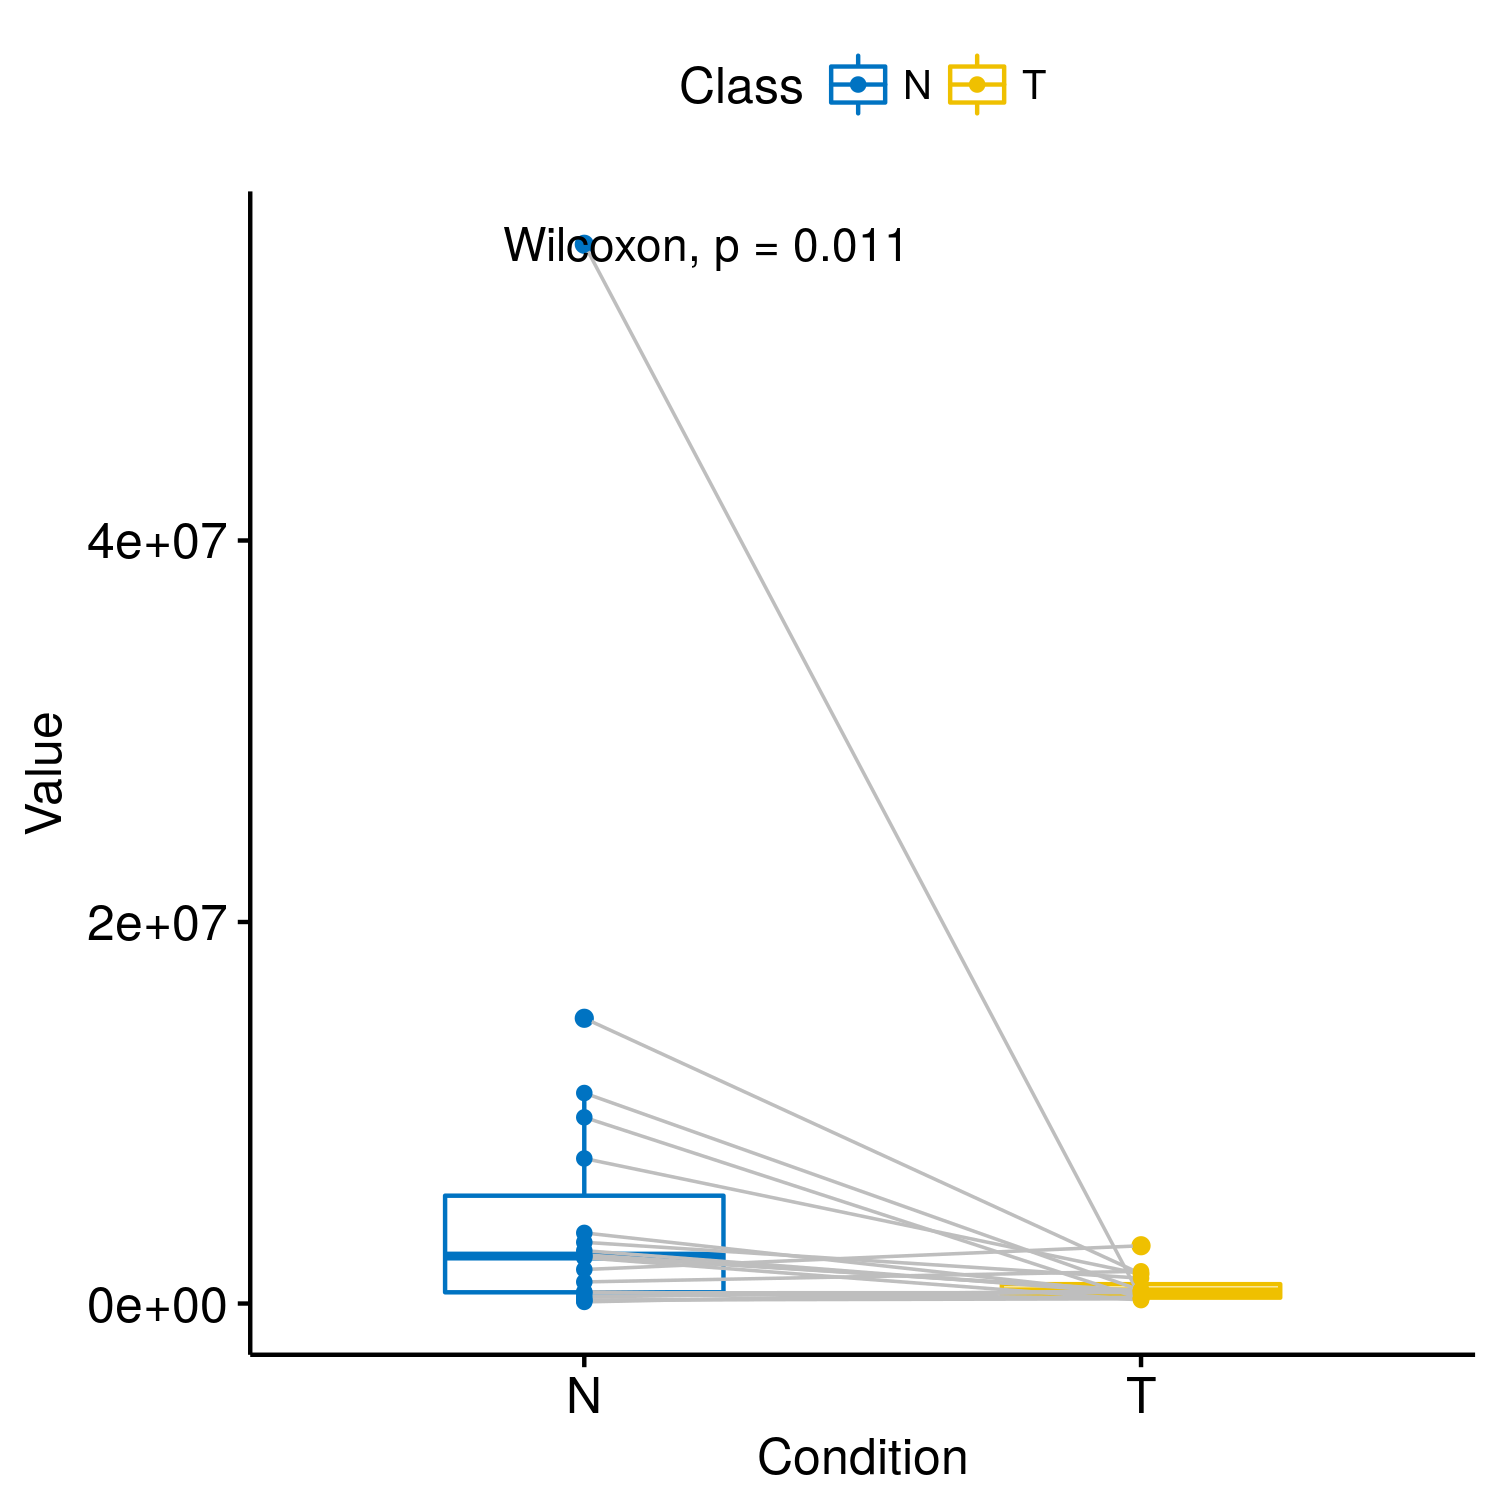 Class N T
Wilcoxon, p = 0.011
4e+07
2e+07
0e+00
Value
N T
Condition